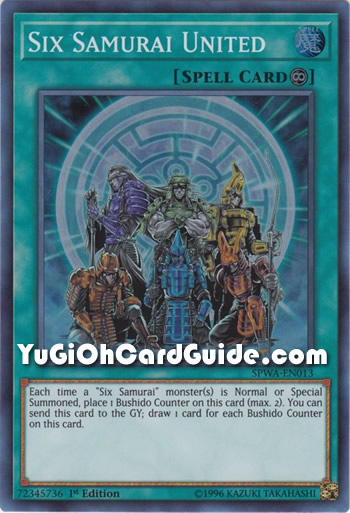 Six Samurai United
魔
[Spell Card]
YuGiOhCardGuide.com
SPWA-EN013
Each time a "Six Samurai" monster(s) is Normal or Special
Summoned, place 1 Bushido Counter on this card (max. 2). You can
send this card to the GY; draw 1 card for each Bushido Counter
on this card.
72345736 1st Edition ©1996 KAZUKI TAKAHASHI